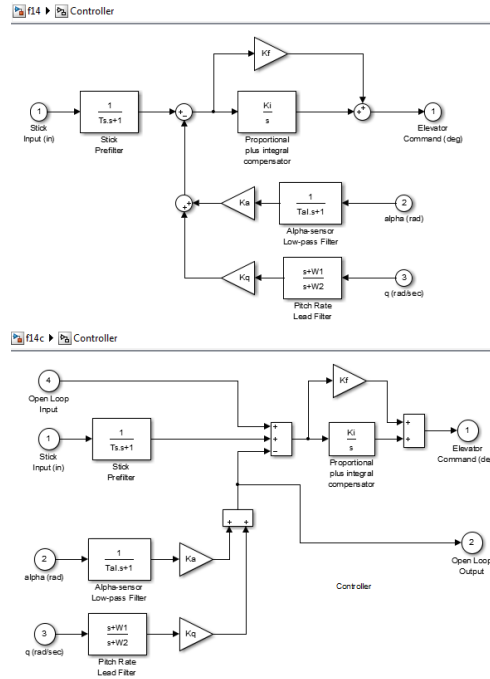 f14 Controller
Kf
1
Stick
Input (in)
1
Ts.s+1
Stick
Prefilter
+
−
Ki
s
Proportional
plus integral
compensator
+
+
1
Elevator
Command (deg)
+
+
Ka
1
Tal.s+1
Alpha-sensor
Low-pass Filter
2
alpha (rad)
Kq
s+W1
s+W2
Pitch Rate
Lead Filter
3
q (rad/sec)
f14c Controller
4
Open Loop
Input
Kf
1
Stick
Input (in)
1
Ts.s+1
Stick
Prefilter
+
+
−
Ki
s
Proportional
plus integral
compensator
+
+
1
Elevator
Command (de
+ +
2
alpha (rad)
1
Tal.s+1
Alpha-sensor
Low-pass Filter
Ka
2
Open Loop
Output
Controller
3
q (rad/sec)
s+W1
s+W2
Pitch Rate
Lead Filter
Kq